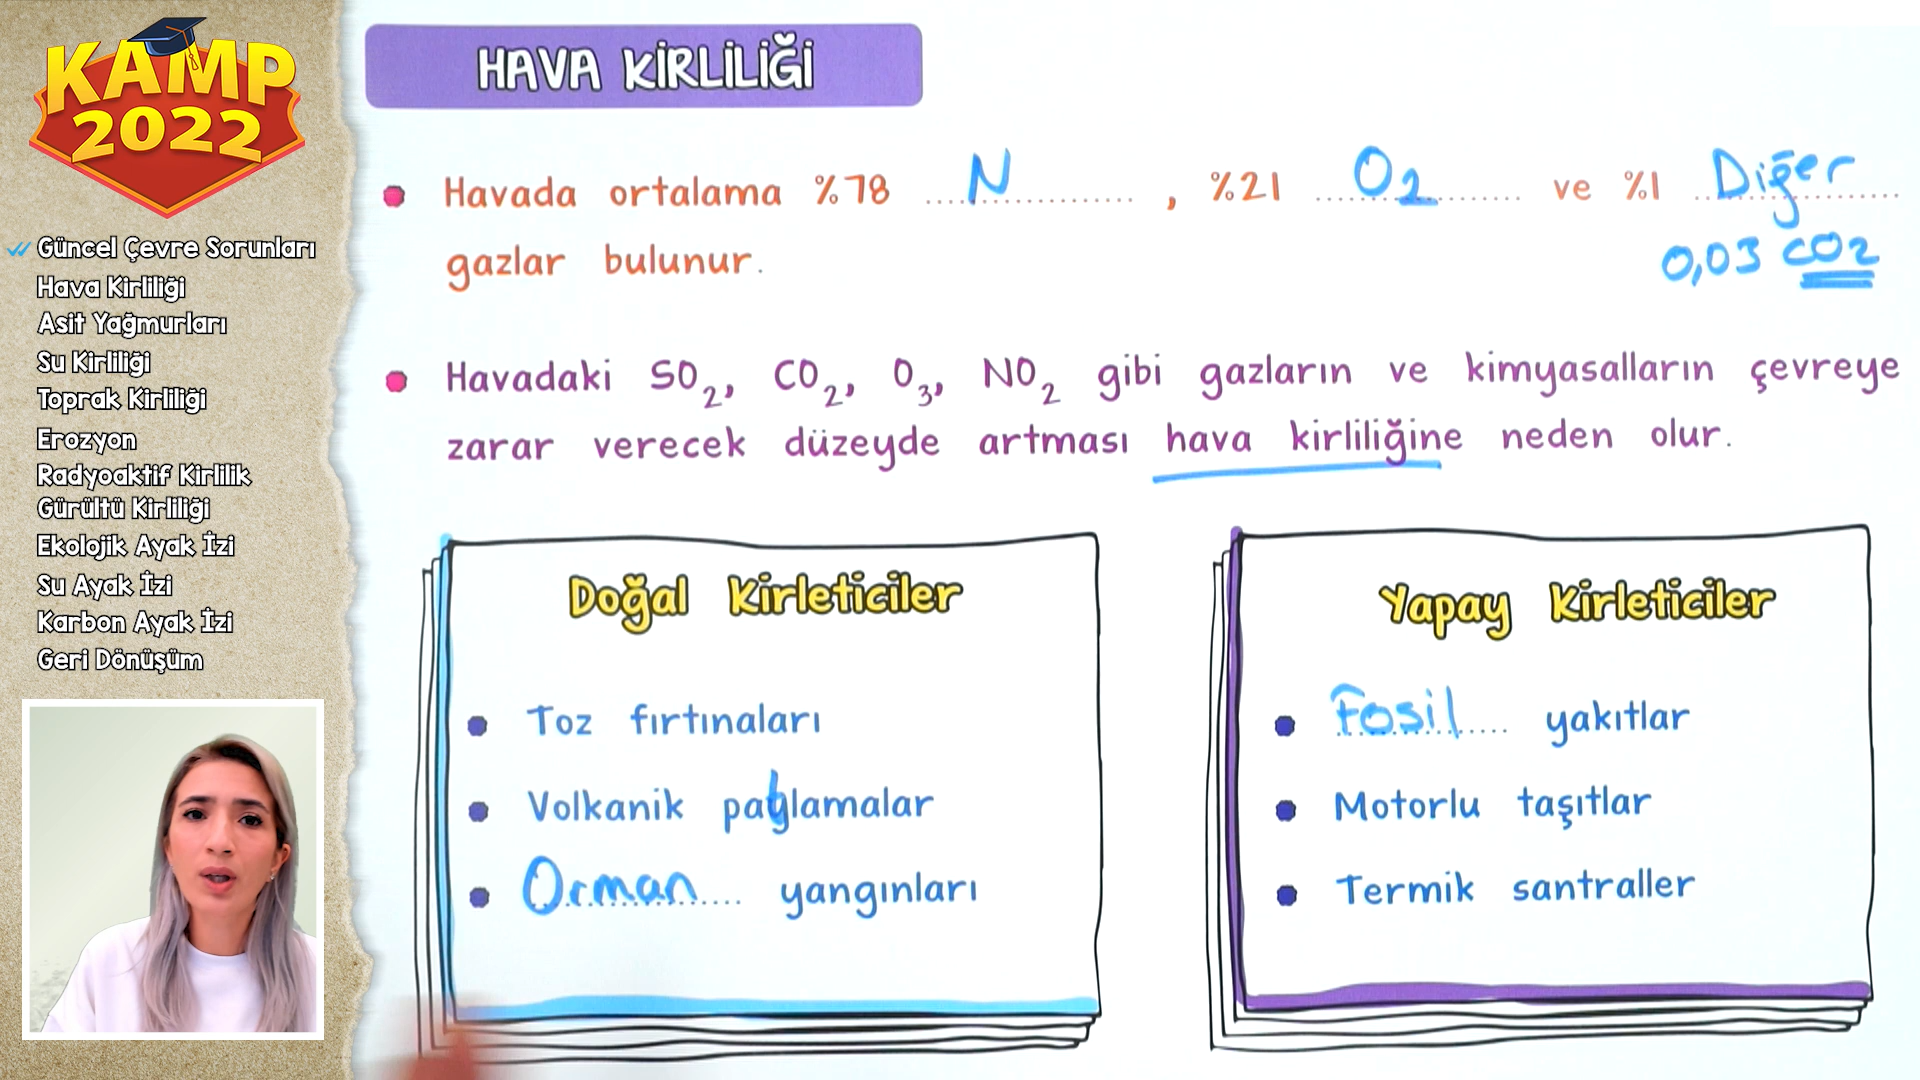 KAMP
2022
Güncel Çevre Sorunları
Hava Kirliliği
Asit Yağmurları
Su Kirliliği
Toprak Kirliliği
Erozyon
Radyoaktif Kirlilik
Gürültü Kirliliği
Ekolojik Ayak İzi
Su Ayak İzi
Karbon Ayak İzi
Geri Dönüşüm
HAVA KİRLİLİĞİ
Havada ortalama %78 N , %21 O2 ve %1 Diğer
gazlar bulunur.
0,03 CO2
Havadaki SO₂, CO₂, O₃, NO₂ gibi gazların ve kimyasalların çevreye
zarar verecek düzeyde artması hava kirliliğine neden olur.
Doğal Kirleticiler
Toz fırtınaları
Volkanik patlamalar
Orman yangınları
Yapay Kirleticiler
Fosil yakıtlar
Motorlu taşıtlar
Termik santraller